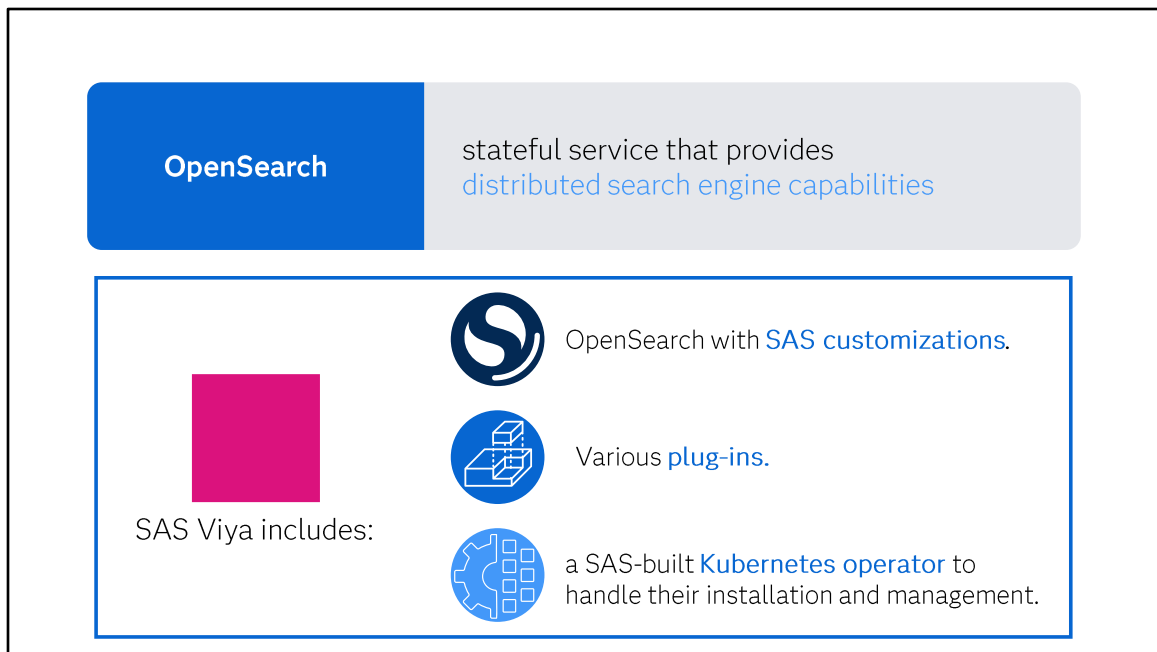 OpenSearch
stateful service that provides
distributed search engine capabilities
OpenSearch with SAS customizations.
Various plug-ins.
SAS Viya includes:
a SAS-built Kubernetes operator to
handle their installation and management.